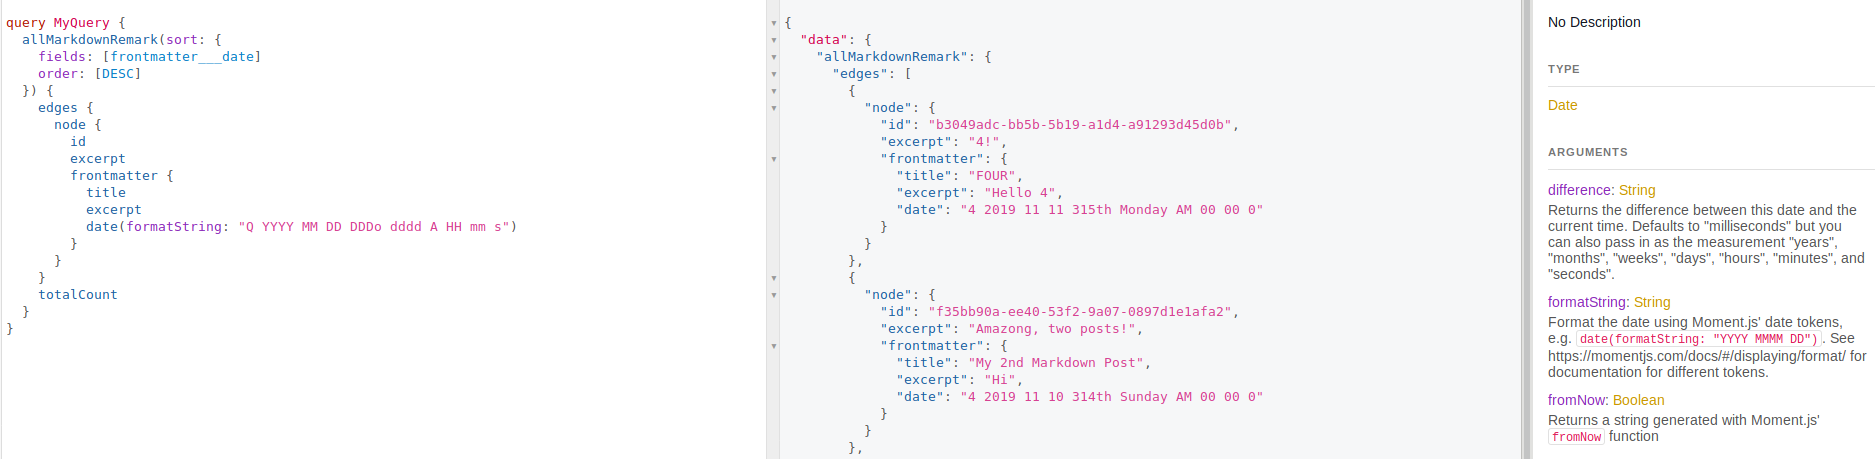 query MyQuery {
  allMarkdownRemark(sort: {
    fields: [frontmatter___date]
    order: [DESC]
  }) {
    edges {
      node {
        id
        excerpt
        frontmatter {
          title
          excerpt
          date(formatString: "Q YYYY MM DD DDDo dddd A HH mm s")
        }
      }
    }
    totalCount
  }
}
{
  "data": {
    "allMarkdownRemark": {
      "edges": [
        {
          "node": {
            "id": "b3049adc-bb5b-5b19-a1d4-a91293d45d0b",
            "excerpt": "4!",
            "frontmatter": {
              "title": "FOUR",
              "excerpt": "Hello 4",
              "date": "4 2019 11 11 315th Monday AM 00 00 0"
            }
          }
        },
        {
          "node": {
            "id": "f35bb90a-ee40-53f2-9a07-0897d1e1afa2",
            "excerpt": "Amazong, two posts!",
            "frontmatter": {
              "title": "My 2nd Markdown Post",
              "excerpt": "Hi",
              "date": "4 2019 11 10 314th Sunday AM 00 00 0"
            }
          }
        },
No Description
TYPE
Date
ARGUMENTS
difference: String
Returns the difference between this date and the
current time. Defaults to "milliseconds" but you
can also pass in as the measurement "years",
"months", "weeks", "days", "hours", "minutes", and
"seconds".
formatString: String
Format the date using Moment.js' date tokens,
e.g. date(formatString: "YYYY MMMM DD"). See
https://momentjs.com/docs/#/displaying/format/ for
documentation for different tokens.
fromNow: Boolean
Returns a string generated with Moment.js'
fromNow function